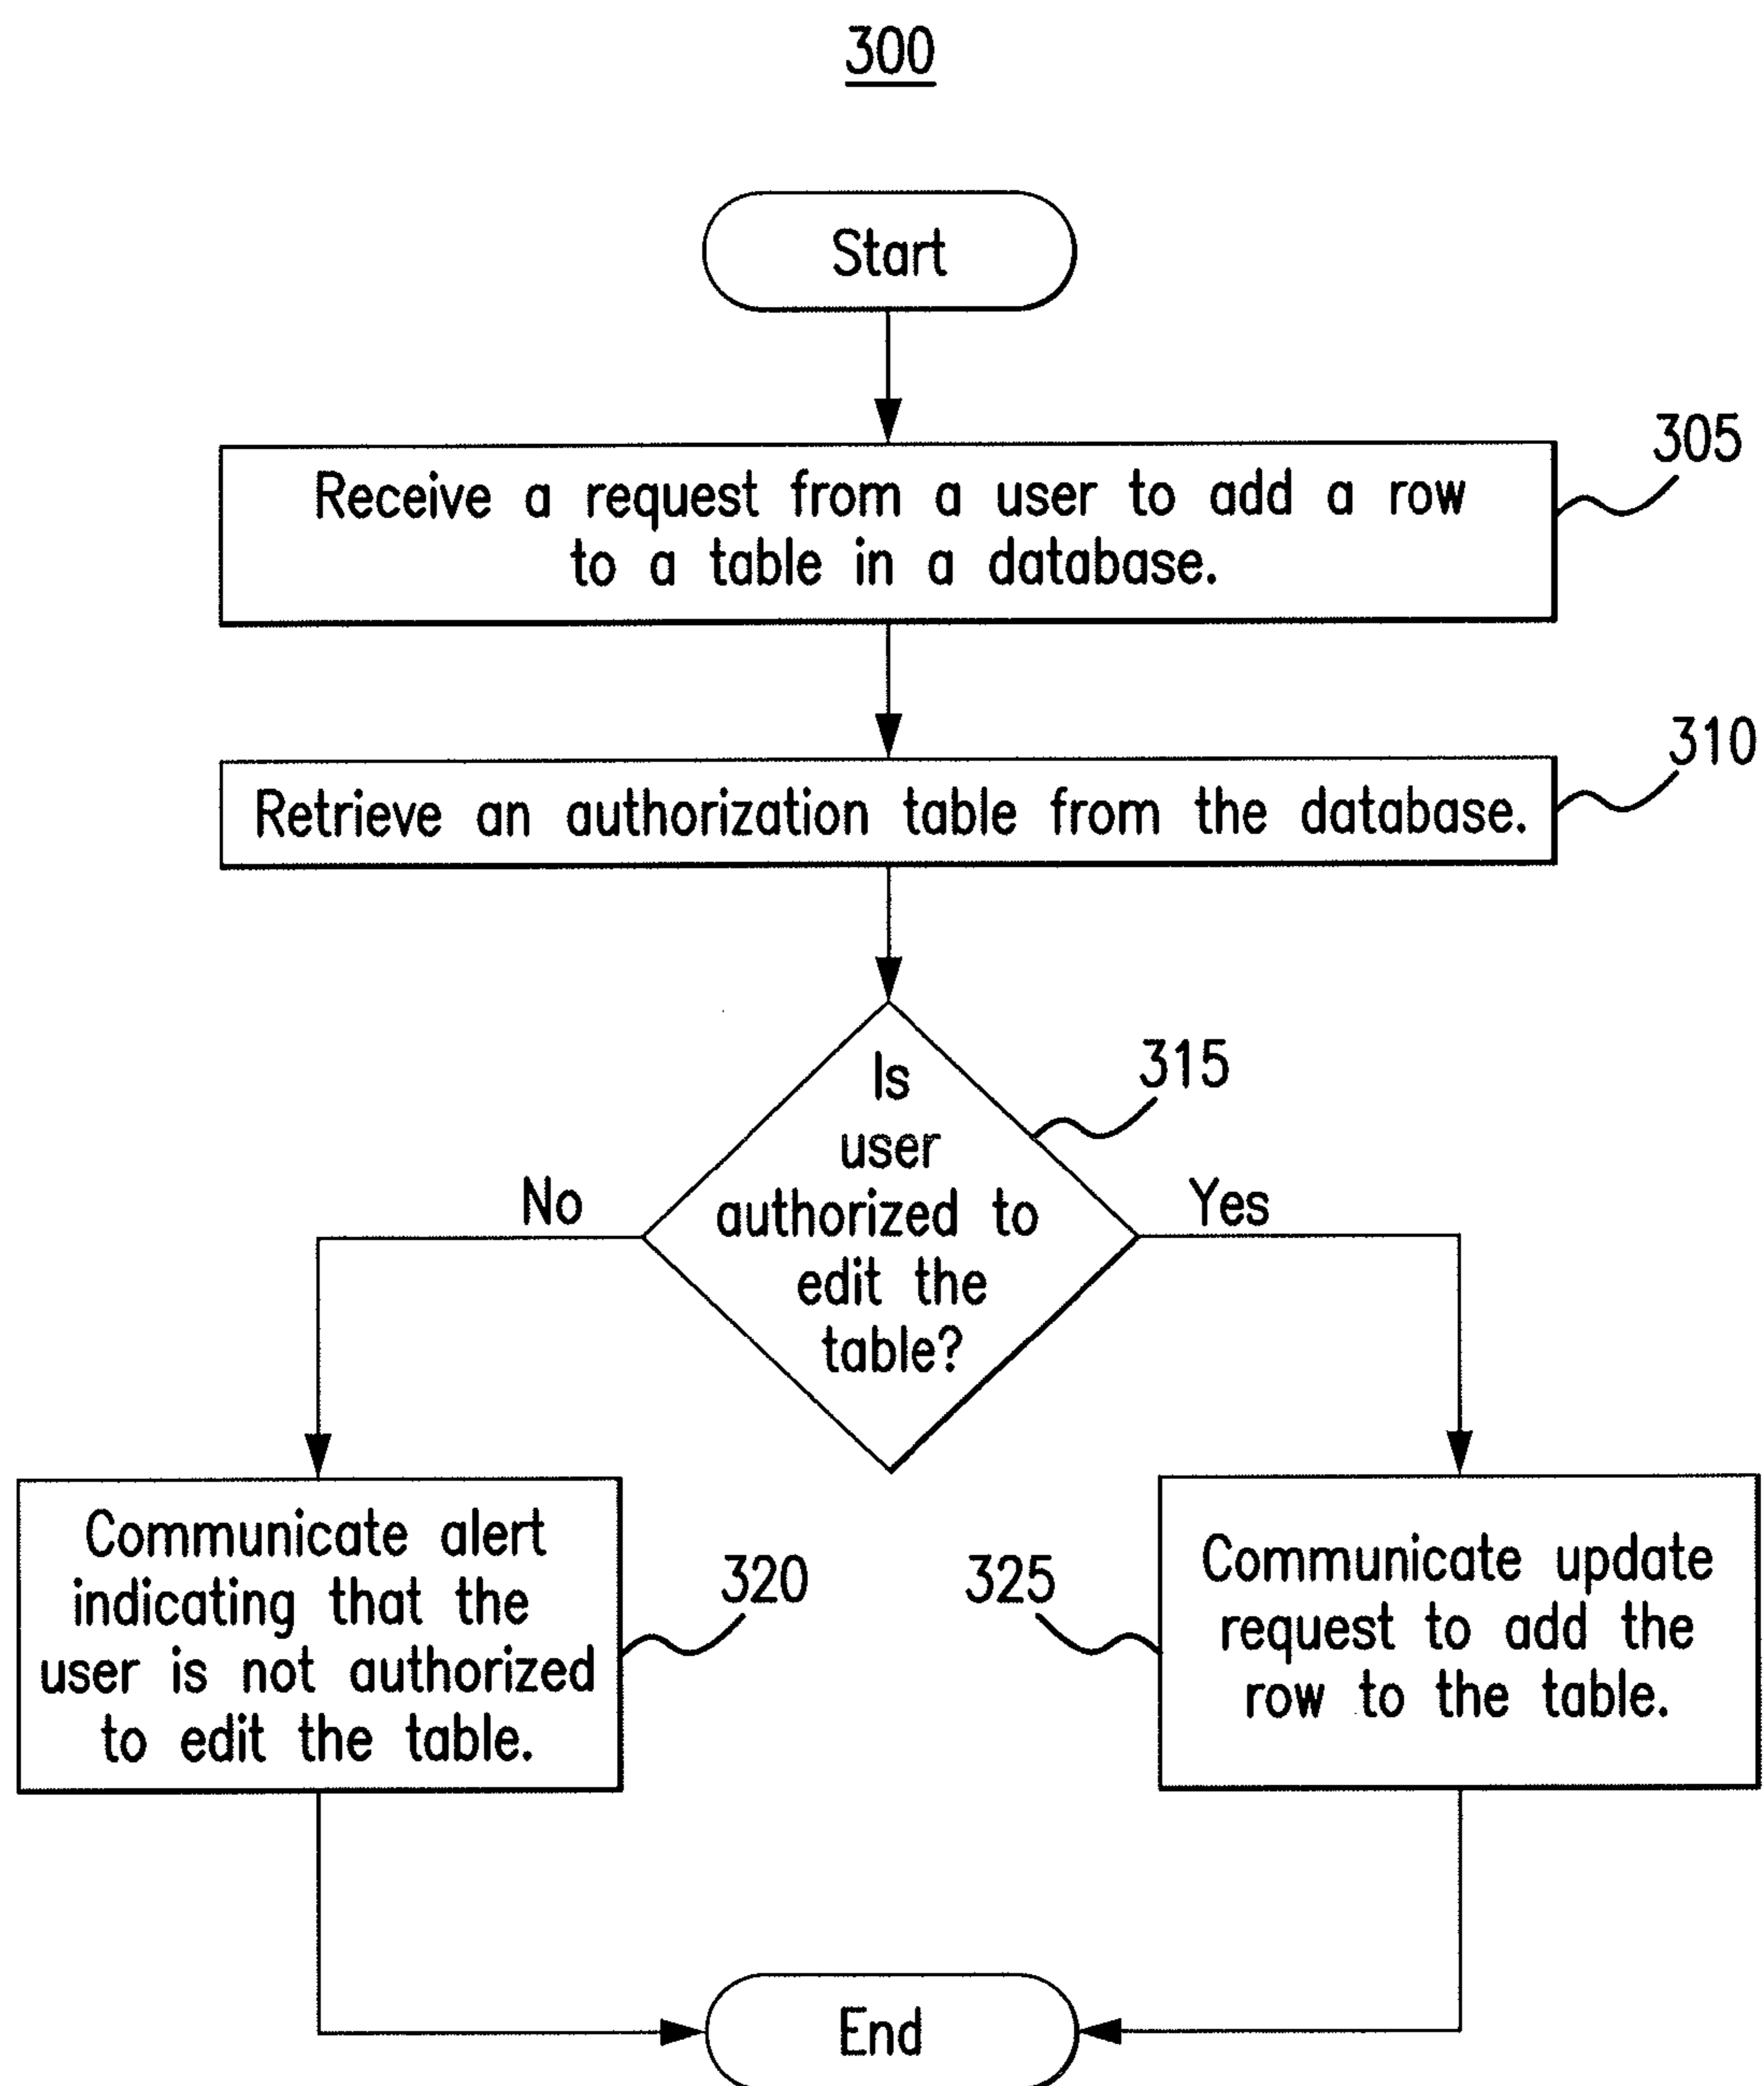 300
Start
305
Receive a request from a user to add a row
to a table in a database.
310
Retrieve an authorization table from the database.
315
Is
user
authorized to
edit the
table?
No
Yes
Communicate alert
indicating that the
user is not authorized
to edit the table.
320
325
Communicate update
request to add the
row to the table.
End